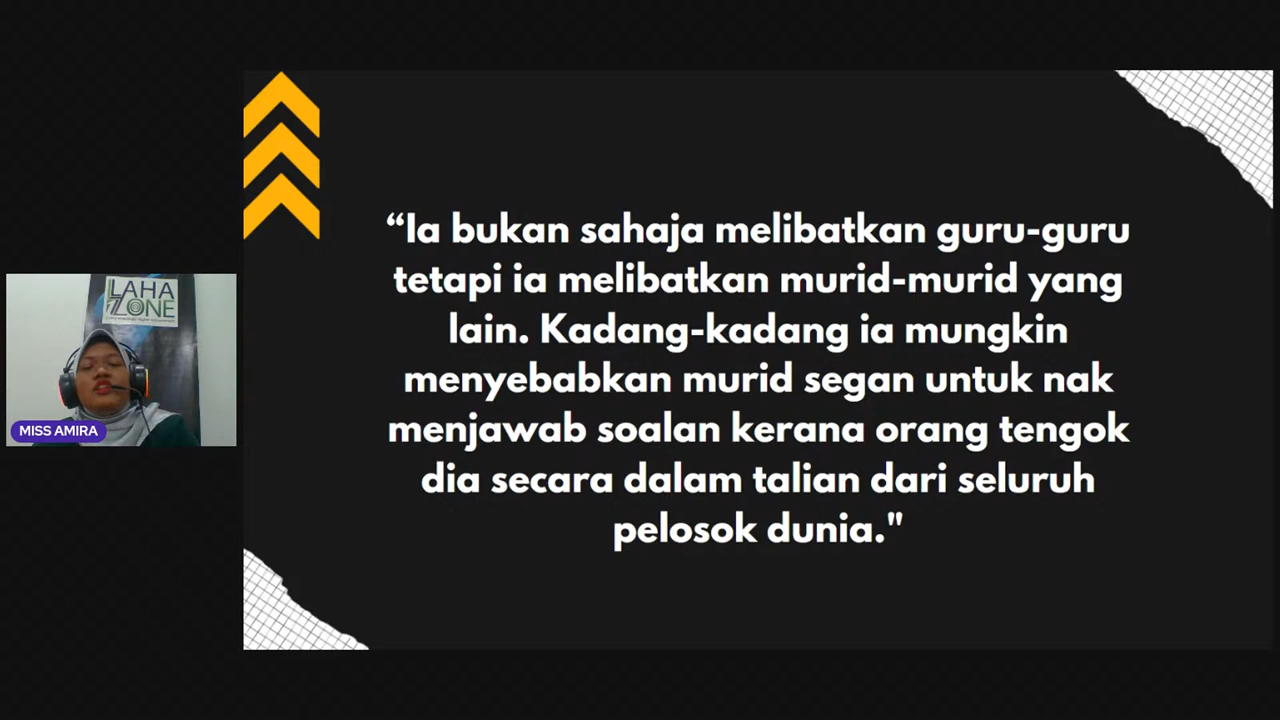 LAHA
ZONE
MISS AMIRA
“Ia bukan sahaja melibatkan guru-guru
tetapi ia melibatkan murid-murid yang
lain. Kadang-kadang ia mungkin
menyebabkan murid segan untuk nak
menjawab soalan kerana orang tengok
dia secara dalam talian dari seluruh
pelosok dunia."